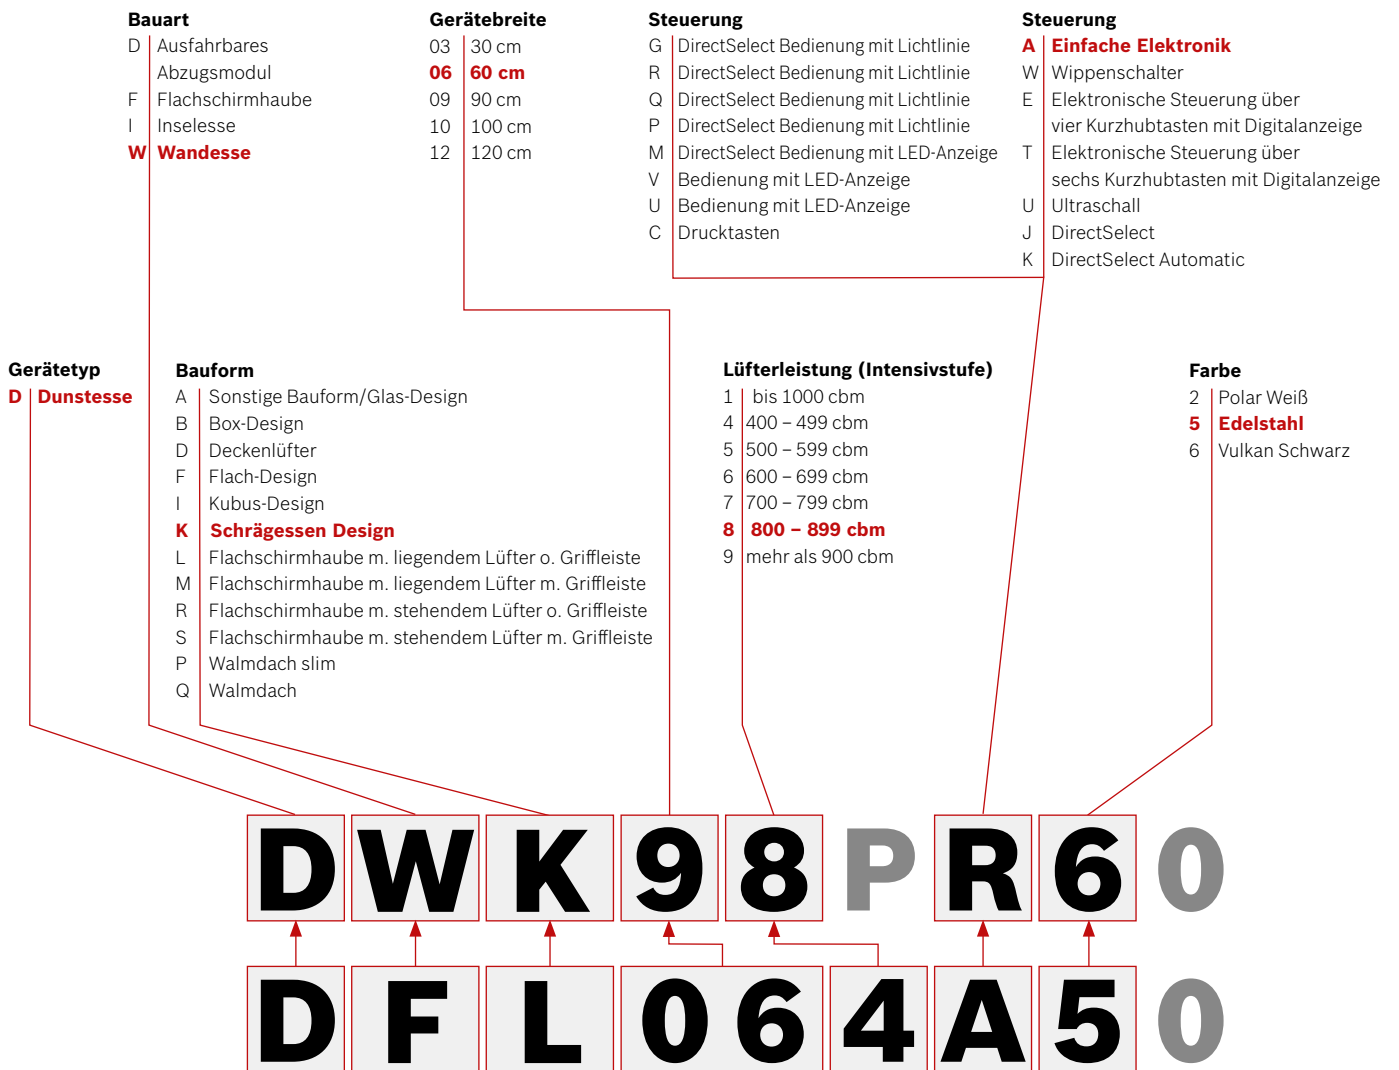 Bauart
D Ausfahrbares
Abzugsmodul
F Flachschirmhaube
I Inselesse
W Wandesse
Gerätebreite
03 30 cm
06 60 cm
09 90 cm
10 100 cm
12 120 cm
Steuerung
G DirectSelect Bedienung mit Lichtlinie
R DirectSelect Bedienung mit Lichtlinie
Q DirectSelect Bedienung mit Lichtlinie
P DirectSelect Bedienung mit Lichtlinie
M DirectSelect Bedienung mit LED-Anzeige
V Bedienung mit LED-Anzeige
U Bedienung mit LED-Anzeige
C Drucktasten
Steuerung
A Einfache Elektronik
W Wippenschalter
E Elektronische Steuerung über
vier Kurzhubtasten mit Digitalanzeige
T Elektronische Steuerung über
sechs Kurzhubtasten mit Digitalanzeige
U Ultraschall
J DirectSelect
K DirectSelect Automatic
Gerätetyp
D Dunstesse
Bauform
A Sonstige Bauform/Glas-Design
B Box-Design
D Deckenlüfter
F Flach-Design
I Kubus-Design
K Schrägessen Design
L Flachschirmhaube m. liegendem Lüfter o. Griffleiste
M Flachschirmhaube m. liegendem Lüfter m. Griffleiste
R Flachschirmhaube m. stehendem Lüfter o. Griffleiste
S Flachschirmhaube m. stehendem Lüfter m. Griffleiste
P Walmdach slim
Q Walmdach
Lüfterleistung (Intensivstufe)
1 bis 1000 cbm
4 400 – 499 cbm
5 500 – 599 cbm
6 600 – 699 cbm
7 700 – 799 cbm
8 800 – 899 cbm
9 mehr als 900 cbm
Farbe
2 Polar Weiß
5 Edelstahl
6 Vulkan Schwarz
D W K 9 8 P R 6 0
D F L 0 6 4 A 5 0